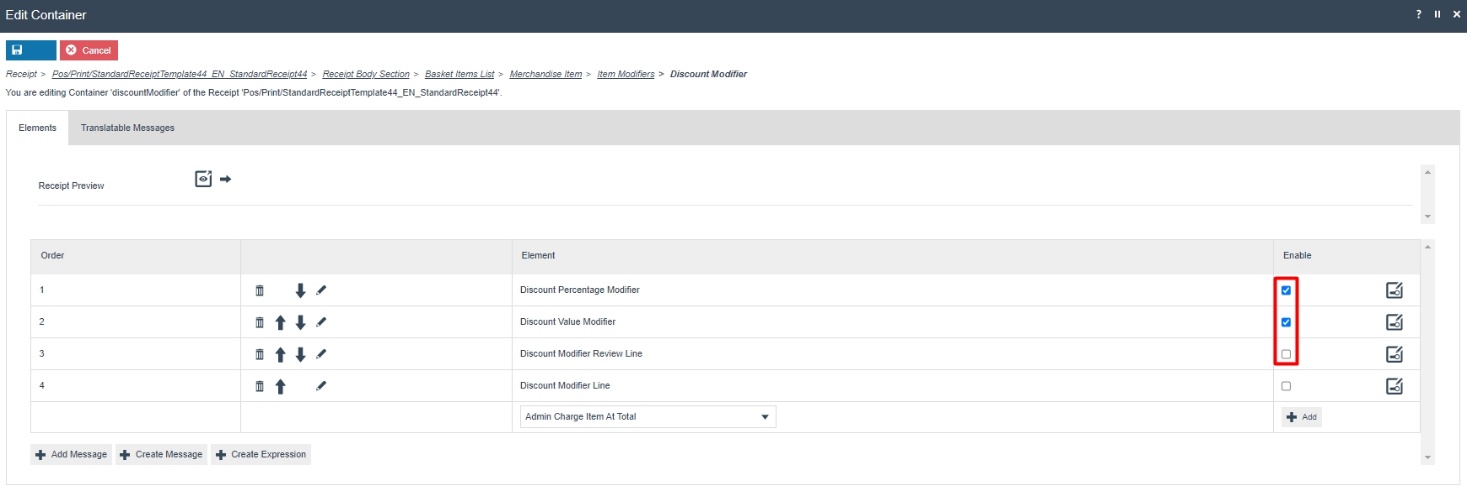 Edit Container
?
Cancel
Receipt > Pos/Print/StandardReceiptTemplate44_EN_StandardReceipt44 > Receipt Body Section > Basket Items List > Merchandise Item > Item Modifiers > Discount Modifier
You are editing Container 'discountModifier' of the Receipt 'Pos/Print/StandardReceiptTemplate44_EN_StandardReceipt44'.
Elements Translatable Messages
Receipt Preview
Order Element Enable
1 Discount Percentage Modifier
2 Discount Value Modifier
3 Discount Modifier Review Line
4 Discount Modifier Line
Admin Charge Item At Total Add
Add Message Create Message Create Expression